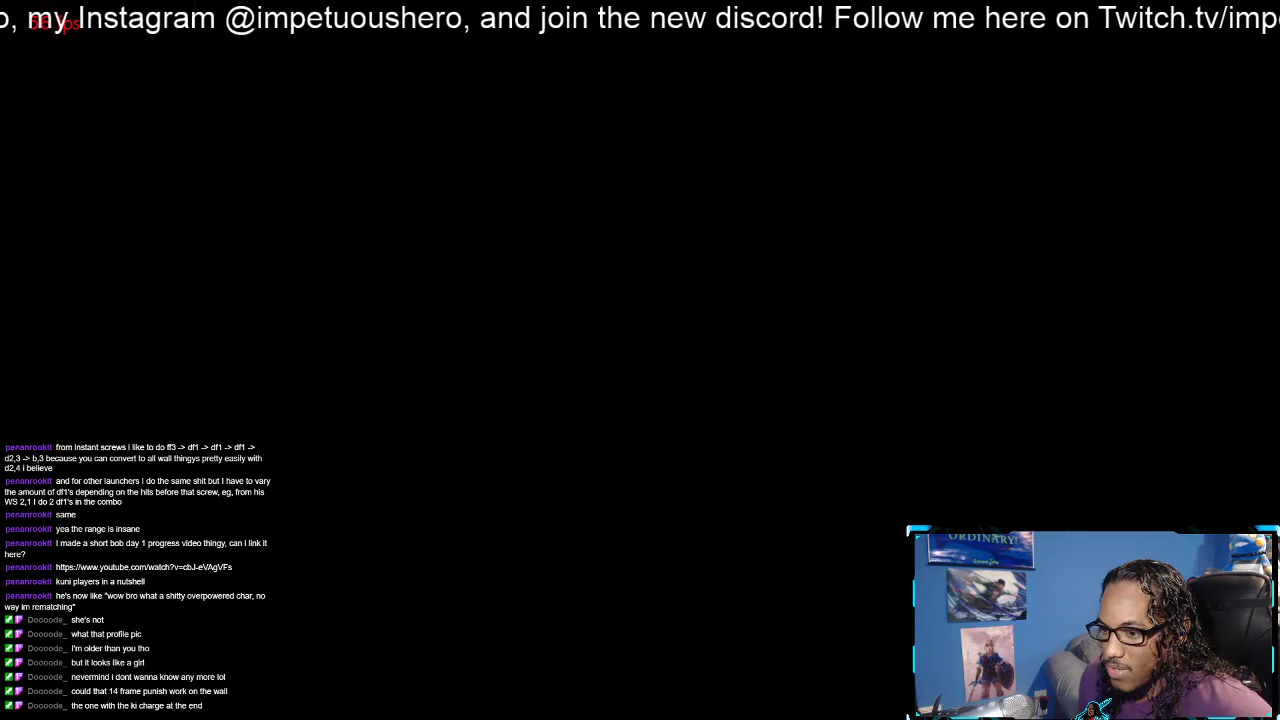 o, my Instagram @impetuoushero, and join the new discord! Follow me here on Twitch.tv/impe
penanrookit from instant screws i like to do ff3 -> df1 -> df1 -> df1 ->
d2,3 -> b,3 because you can convert to all wall thingys pretty easily with
d2,4 i believe
penanrookit and for other launchers I do the same shit but I have to vary
the amount of df1's depending on the hits before that screw, eg, from his
WS 2,1 I do 2 df1's in the combo
penanrookit same
penanrookit yea the range is insane
penanrookit I made a short bob day 1 progress video thingy, can i link it
here?
penanrookit https://www.youtube.com/watch?v=cbJ-eVAgVFs
penanrookit kuni players in a nutshell
penanrookit he's now like "wow bro what a shitty overpowered char, no
way im rematching"
Doooode_ she's not
Doooode_ what that profile pic
Doooode_ I'm older than you tho
Doooode_ but it looks like a girl
Doooode_ nevermind i dont wanna know any more lol
Doooode_ could that 14 frame punish work on the wall
Doooode_ the one with the ki charge at the end
ORDINARY!